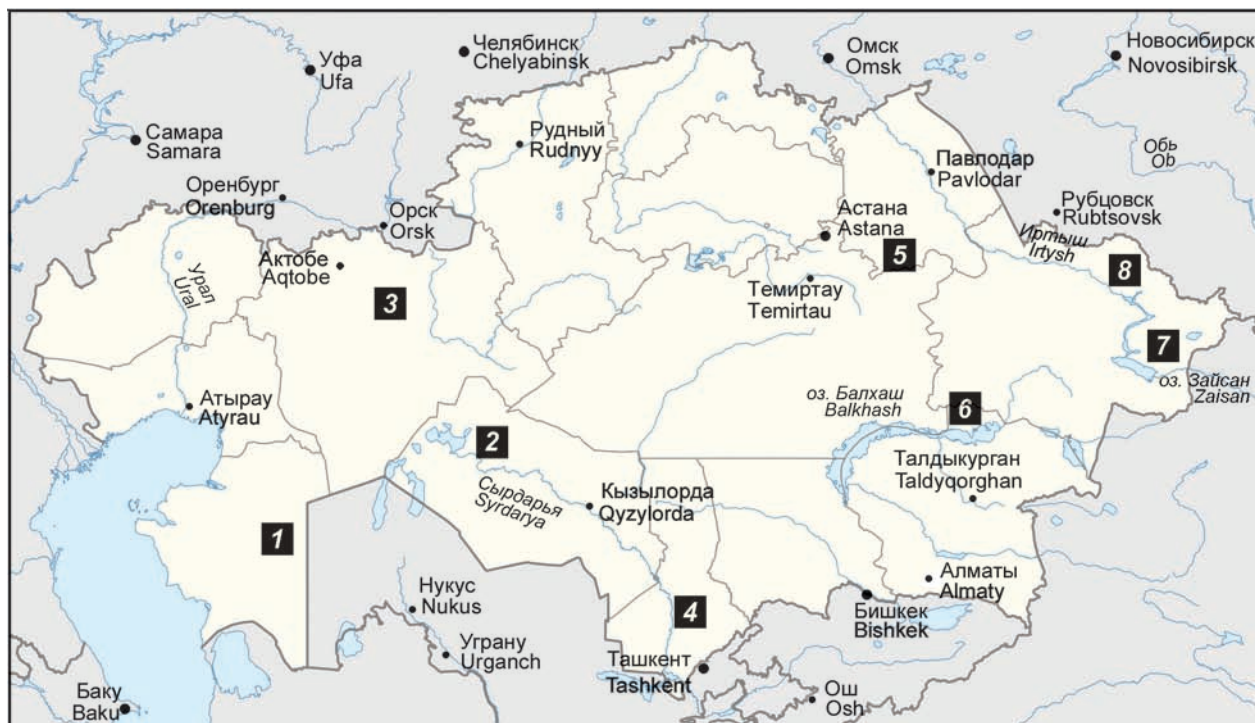 Челябинск
Chelyabinsk
Омск
Omsk
Новосибирск
Novosibirsk
Уфа
Ufa
Самара
Samara
Рудный
Rudnyy
Павлодар
Pavlodar
Обь
Ob
Оренбург
Orenburg
Орск
Orsk
Астана
Astana
Рубцовск
Rubtsovsk
Иртыш
Irtysh
Актобе
Aqtobe
Урал
Ural
3
5
8
Темиртау
Temirtau
7
оз. Зайсан
Zaisan
Атырау
Atyrau
оз. Балхаш
Balkhash
6
2
Талдыкурган
Taldyqorghan
Сырдарья
Syrdarya
Кызылорда
Qyzylorda
1
Нукус
Nukus
4
Алматы
Almaty
Бишкек
Bishkek
Уграну
Urganch
Ташкент
Tashkent
Баку
Baku
Ош
Osh